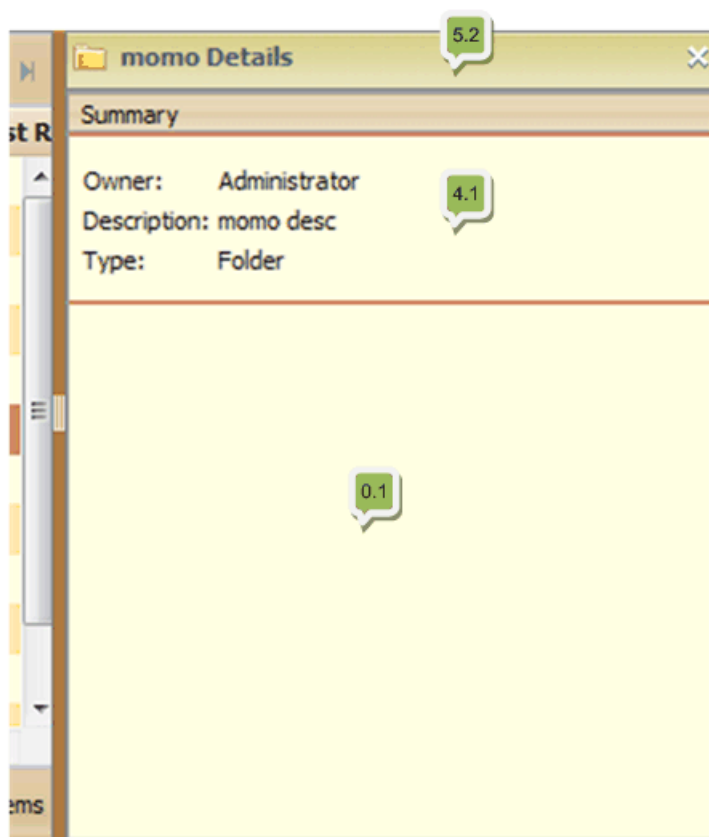 5.2
momo Details
Summary
st R
Owner: Administrator
4.1
Description: momo desc
Type: Folder
0.1
ems